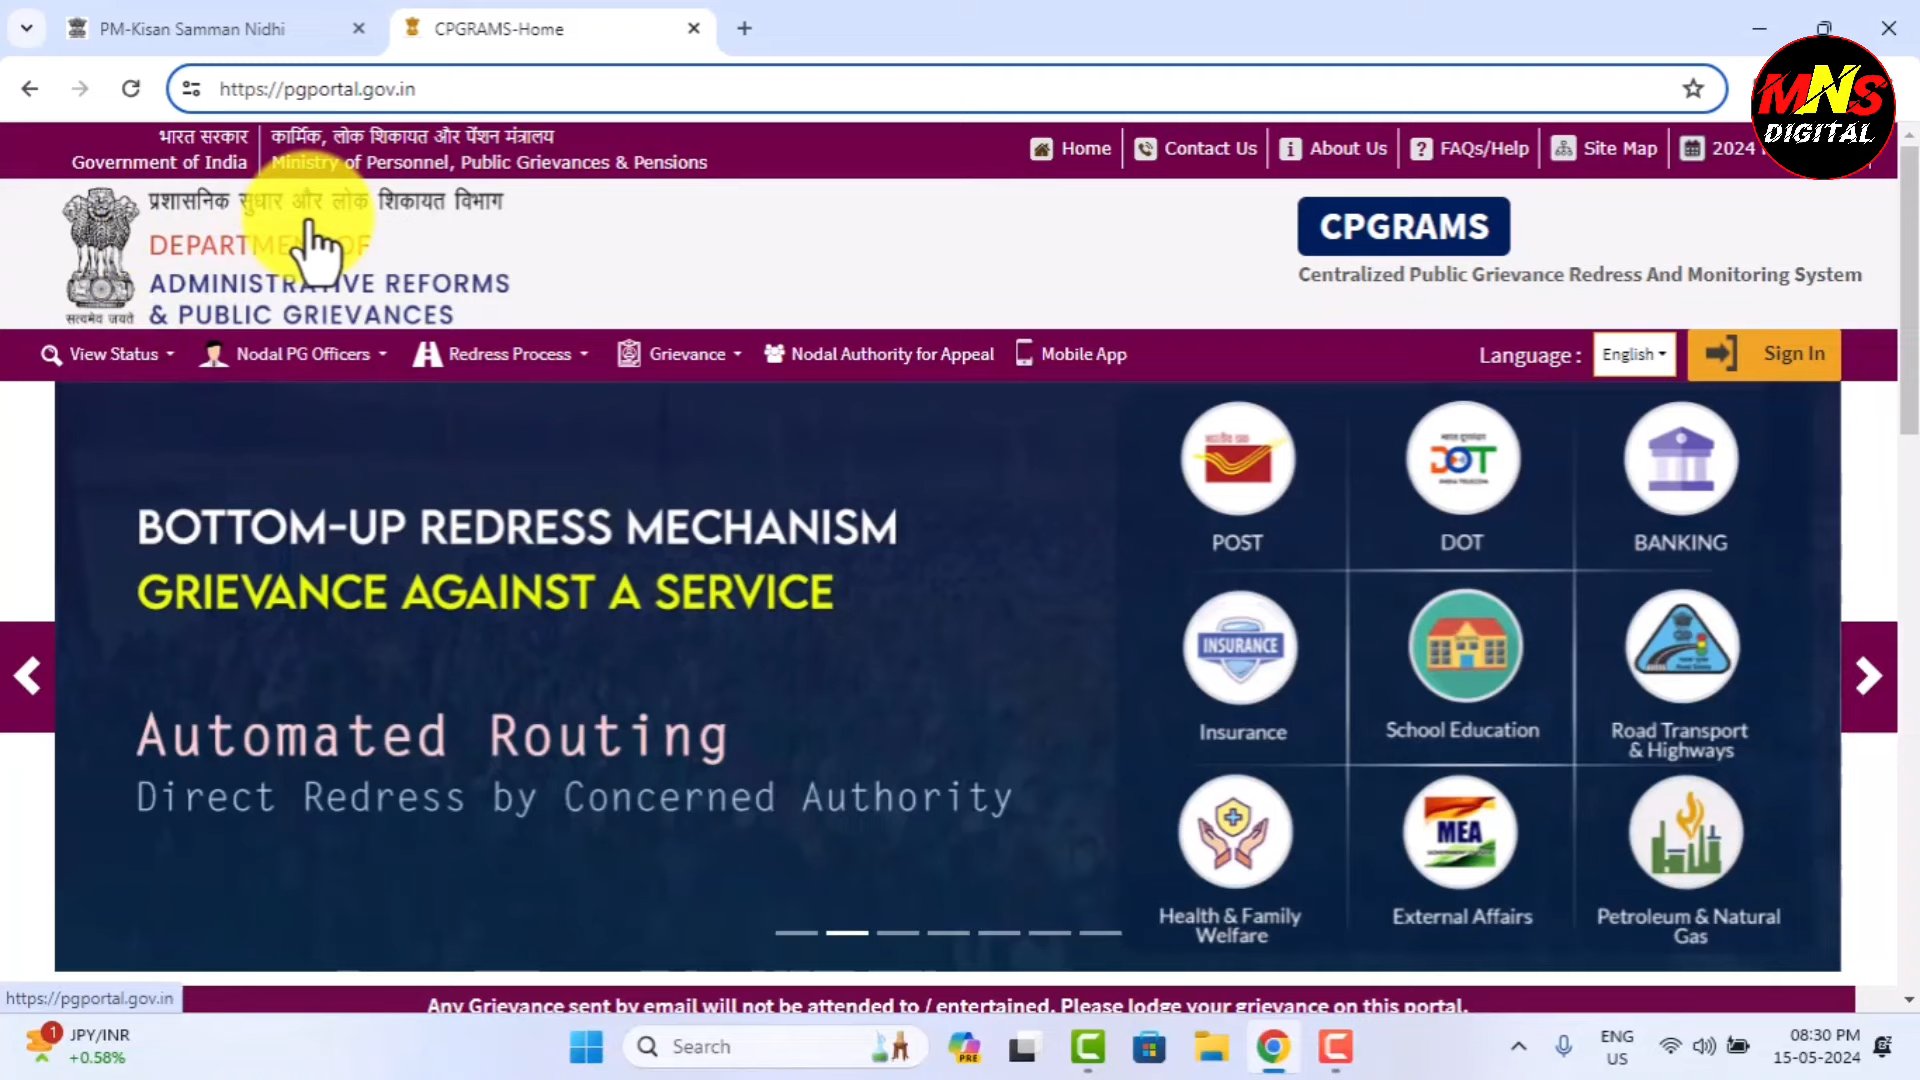 PM-Kisan Samman Nidhi
CPGRAMS-Home
https://pgportal.gov.in
MNS
DIGITAL
भारत सरकार
Government of India
कार्मिक, लोक शिकायत और पेंशन मंत्रालय
Ministry of Personnel, Public Grievances & Pensions
Home
Contact Us
About Us
FAQs/Help
Site Map
2024
सत्यमेव जयते
प्रशासनिक सुधार और लोक शिकायत विभाग
DEPARTMENT OF
ADMINISTRATIVE REFORMS
& PUBLIC GRIEVANCES
CPGRAMS
Centralized Public Grievance Redress And Monitoring System
View Status
Nodal PG Officers
Redress Process
Grievance
Nodal Authority for Appeal
Mobile App
Language :
English
Sign In
BOTTOM-UP REDRESS MECHANISM
GRIEVANCE AGAINST A SERVICE
Automated Routing
Direct Redress by Concerned Authority
POST
DOT
DOT
BANKING
INSURANCE
Insurance
School Education
Road Transport
& Highways
Health & Family
Welfare
MEA
External Affairs
Petroleum & Natural
Gas
https://pgportal.gov.in
Any Grievance sent by email will not be attended to / entertained. Please lodge your grievance on this portal.
1
JPY/INR
+0.58%
Search
PRE
ENG
US
08:30 PM
15-05-2024